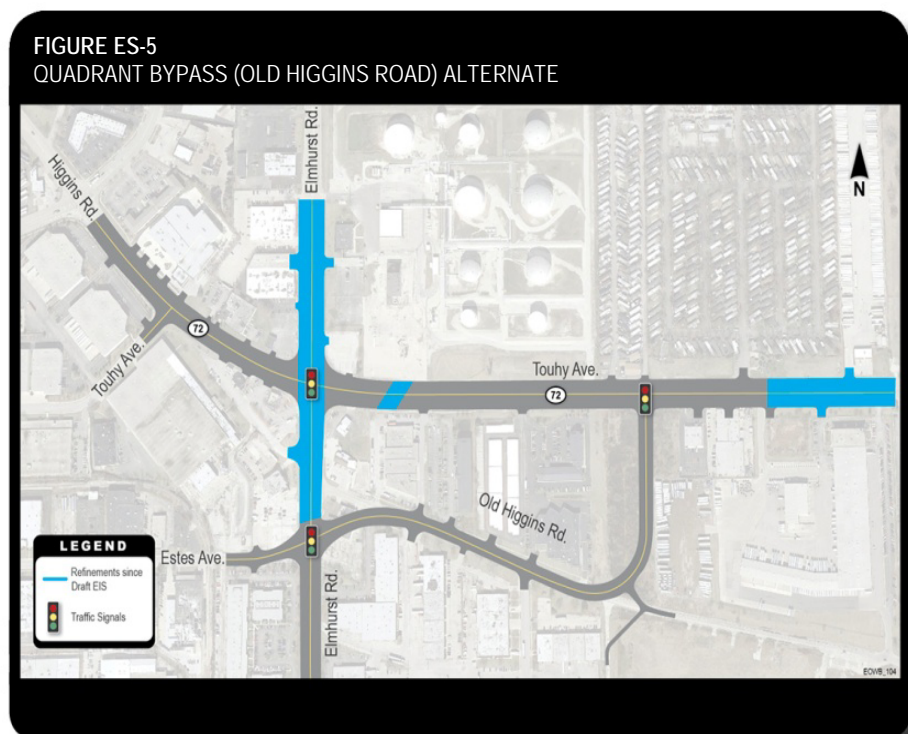 FIGURE ES-5
QUADRANT BYPASS (OLD HIGGINS ROAD) ALTERNATE
Elmhurst Rd.
Higgins Rd.
N
72
Touhy Ave.
Touhy Ave.
72
Old Higgins Rd.
Estes Ave.
Elmhurst Rd.
LEGEND
Refinements since
Draft EIS
Traffic Signals
EOWB_104